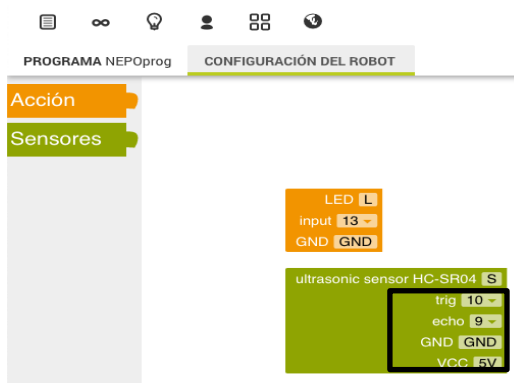 PROGRAMA NEPOprog CONFIGURACIÓN DEL ROBOT
Acción
Sensores
LED L
input 13
GND GND
ultrasonic sensor HC-SR04 S
trig 10
echo 9
GND GND
VCC 5V